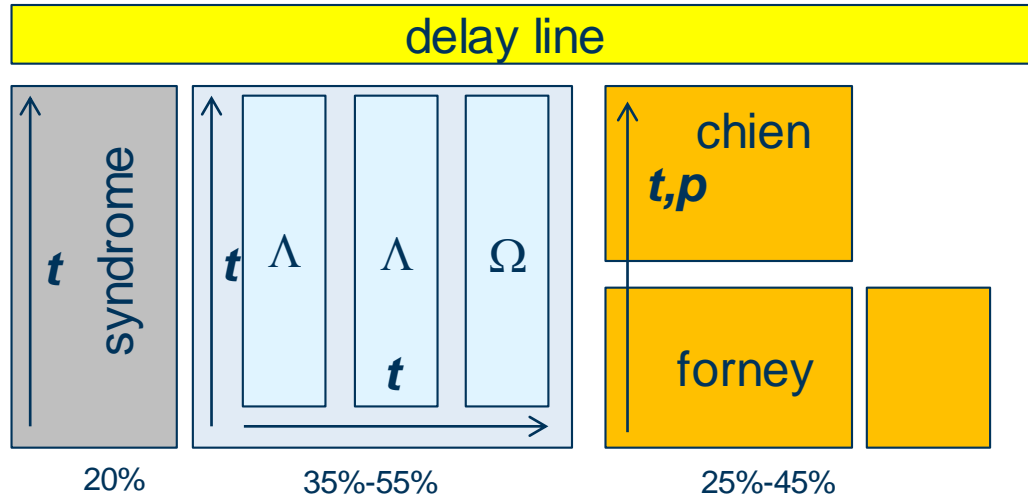 delay line
syndrome
t
t
Λ
Λ
Ω
t
chien
t,p
forney
20%
35%-55%
25%-45%